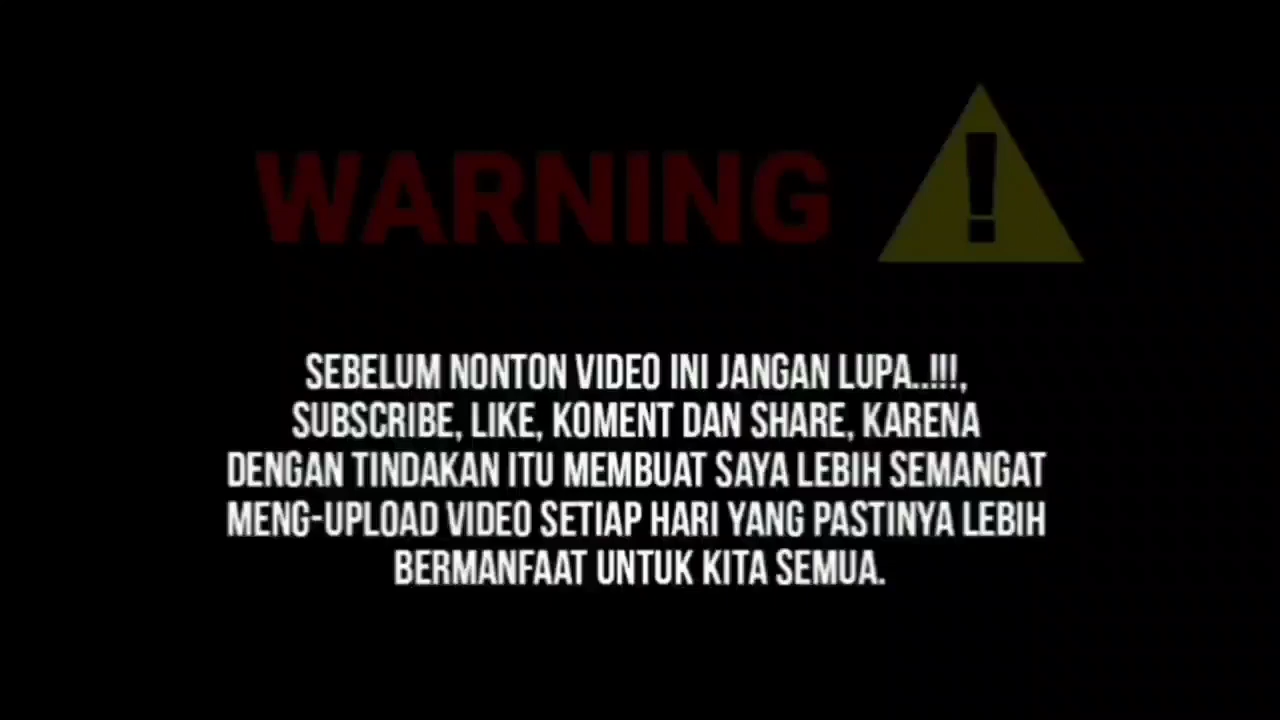 WARNING !
SEBELUM NONTON VIDEO INI JANGAN LUPA..!!!,
SUBSCRIBE, LIKE, KOMENT DAN SHARE, KARENA
DENGAN TINDAKAN ITU MEMBUAT SAYA LEBIH SEMANGAT
MENG-UPLOAD VIDEO SETIAP HARI YANG PASTINYA LEBIH
BERMANFAAT UNTUK KITA SEMUA.